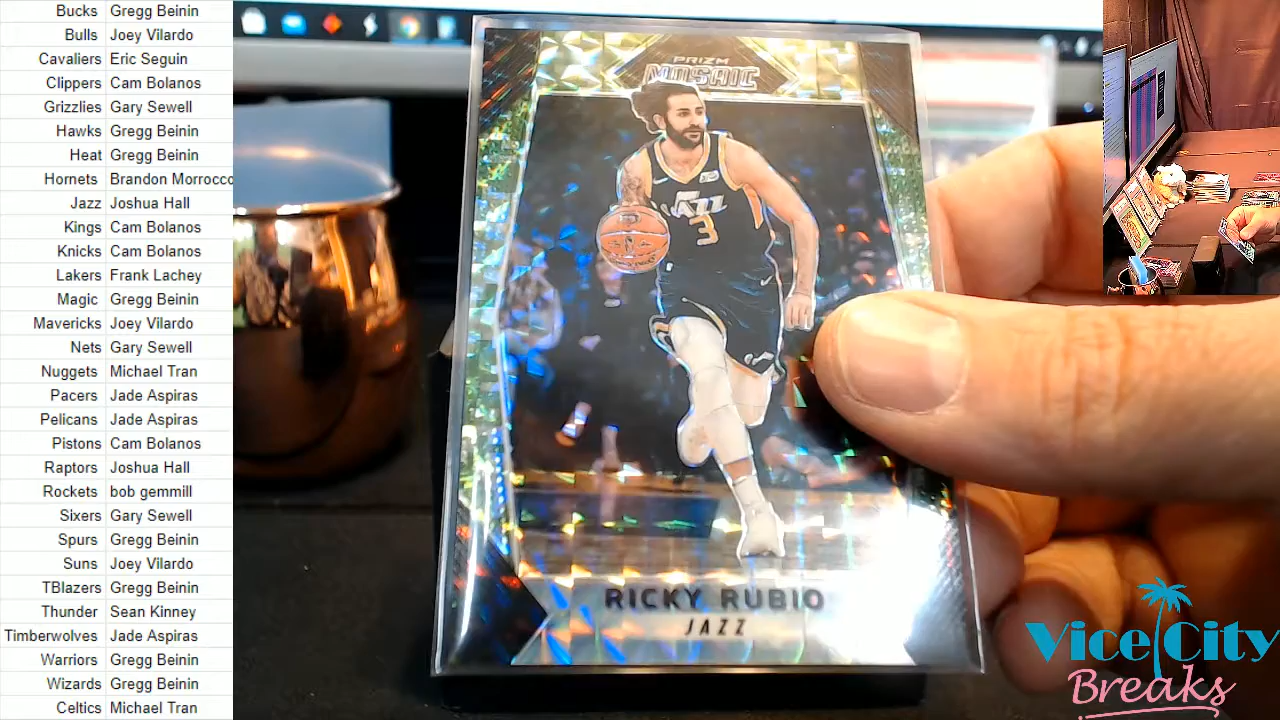 Bucks Gregg Beinin
Bulls Joey Vilardo
Cavaliers Eric Seguin
Clippers Cam Bolanos
Grizzlies Gary Sewell
Hawks Gregg Beinin
Heat Gregg Beinin
Hornets Brandon Morrocco
Jazz Joshua Hall
Kings Cam Bolanos
Knicks Cam Bolanos
Lakers Frank Lachey
Magic Gregg Beinin
Mavericks Joey Vilardo
Nets Gary Sewell
Nuggets Michael Tran
Pacers Jade Aspiras
Pelicans Jade Aspiras
Pistons Cam Bolanos
Raptors Joshua Hall
Rockets bob gemmill
Sixers Gary Sewell
Spurs Gregg Beinin
Suns Joey Vilardo
TBlazers Gregg Beinin
Thunder Sean Kinney
Timberwolves Jade Aspiras
Warriors Gregg Beinin
Wizards Gregg Beinin
Celtics Michael Tran
PRIZM
MOSAIC
JAZZ
3
RICKY RUBIO
JAZZ
Vice City
Breaks